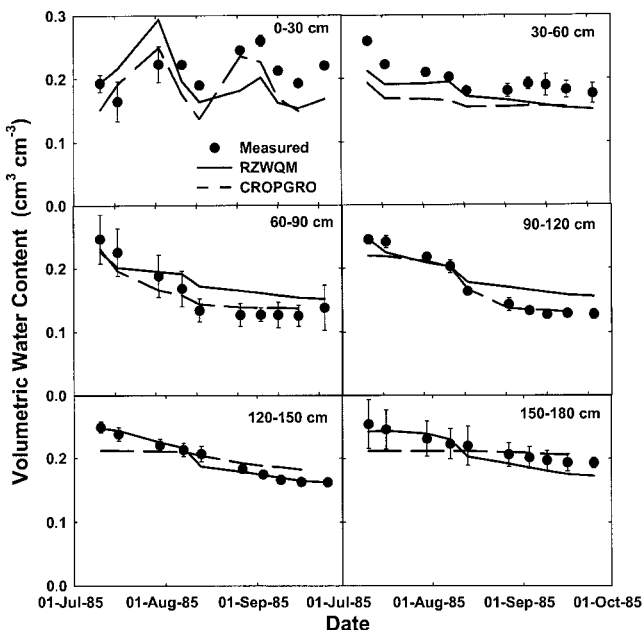 0.3
0-30 cm
30-60 cm
0.2
0.1
Measured
RZWQM
CROPGRO
0.0
60-90 cm
90-120 cm
0.2
0.1
0.0
120-150 cm
150-180 cm
0.2
0.1
0.0
01-Jul-85 01-Aug-85 01-Sep-85 01-Jul-85 01-Aug-85 01-Sep-85 01-Oct-85
Date
Volumetric Water Content (cm³ cm⁻³)